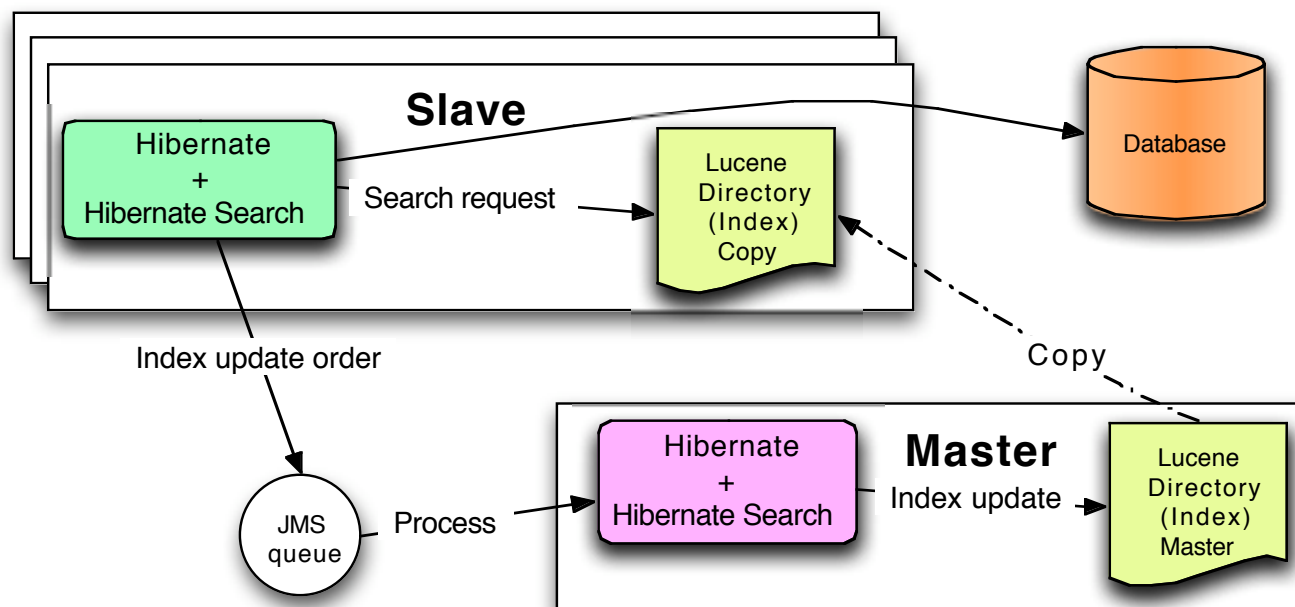 Slave
Hibernate
+
Hibernate Search
Search request
Lucene
Directory
(Index)
Copy
Database
Index update order
Copy
JMS
queue
Process
Hibernate
+
Hibernate Search
Master
Index update
Lucene
Directory
(Index)
Master